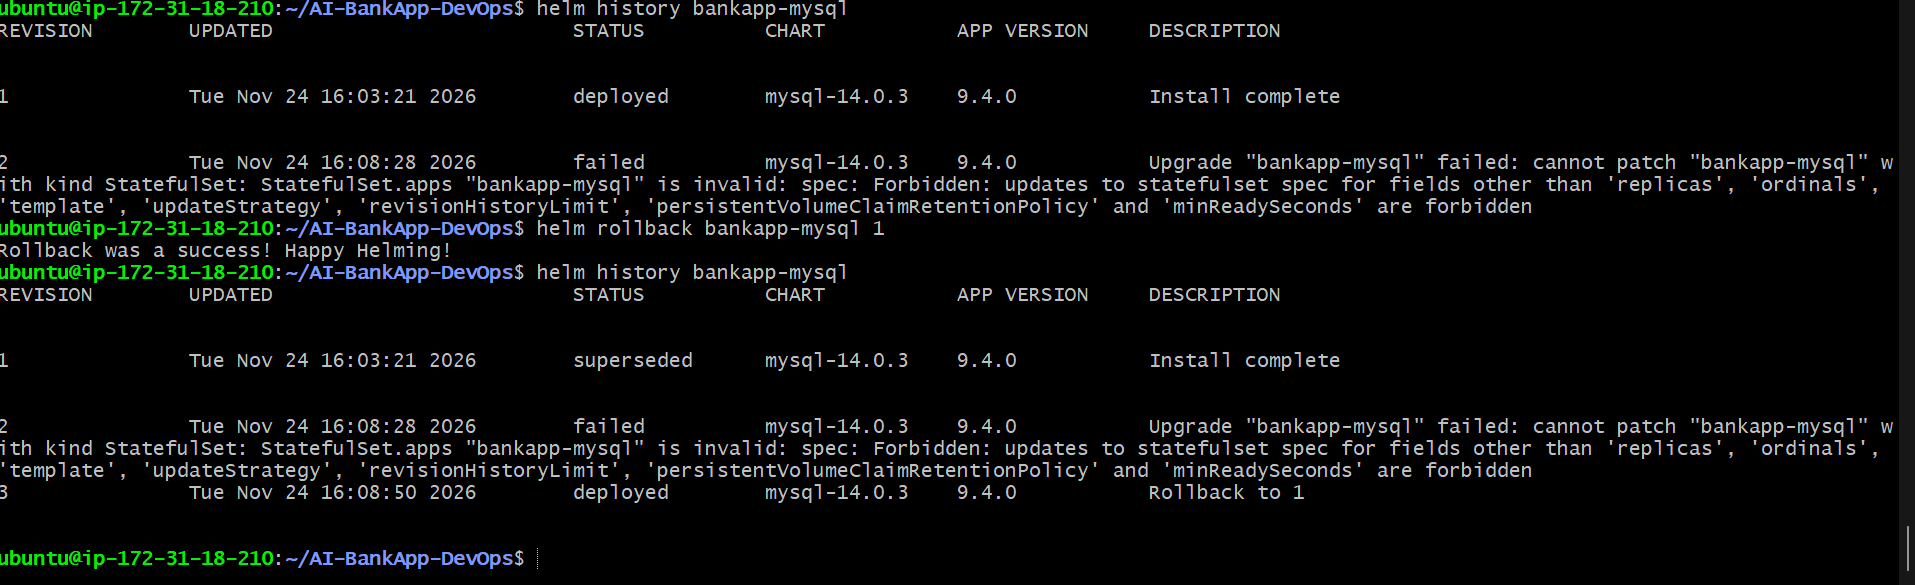 ubuntu@ip-172-31-18-210:~/AI-BankApp-DevOps$ helm history bankapp-mysql
REVISION UPDATED STATUS CHART APP VERSION DESCRIPTION
1 Tue Nov 24 16:03:21 2026 deployed mysql-14.0.3 9.4.0 Install complete
2 Tue Nov 24 16:08:28 2026 failed mysql-14.0.3 9.4.0 Upgrade "bankapp-mysql" failed: cannot patch "bankapp-mysql" w
ith kind StatefulSet: StatefulSet.apps "bankapp-mysql" is invalid: spec: Forbidden: updates to statefulset spec for fields other than 'replicas', 'ordinals',
'template', 'updateStrategy', 'revisionHistoryLimit', 'persistentVolumeClaimRetentionPolicy' and 'minReadySeconds' are forbidden
ubuntu@ip-172-31-18-210:~/AI-BankApp-DevOps$ helm rollback bankapp-mysql 1
Rollback was a success! Happy Helming!
ubuntu@ip-172-31-18-210:~/AI-BankApp-DevOps$ helm history bankapp-mysql
REVISION UPDATED STATUS CHART APP VERSION DESCRIPTION
1 Tue Nov 24 16:03:21 2026 superseded mysql-14.0.3 9.4.0 Install complete
2 Tue Nov 24 16:08:28 2026 failed mysql-14.0.3 9.4.0 Upgrade "bankapp-mysql" failed: cannot patch "bankapp-mysql" w
ith kind StatefulSet: StatefulSet.apps "bankapp-mysql" is invalid: spec: Forbidden: updates to statefulset spec for fields other than 'replicas', 'ordinals',
'template', 'updateStrategy', 'revisionHistoryLimit', 'persistentVolumeClaimRetentionPolicy' and 'minReadySeconds' are forbidden
3 Tue Nov 24 16:08:50 2026 deployed mysql-14.0.3 9.4.0 Rollback to 1
ubuntu@ip-172-31-18-210:~/AI-BankApp-DevOps$